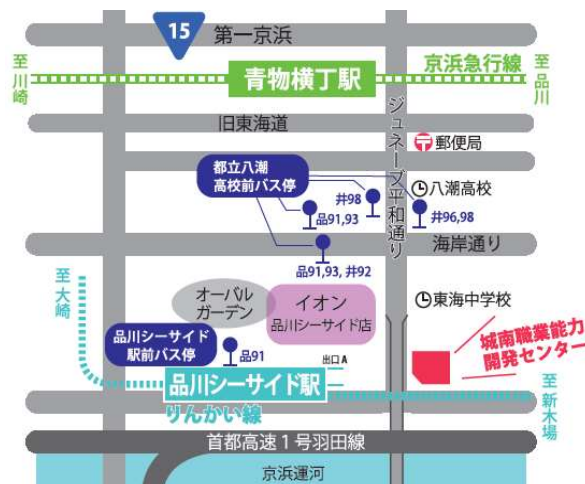 15
第一京浜
至川崎
青物横丁駅
京浜急行線
至品川
旧東海道
ジュネーブ平和通り
郵便局
都立八潮
高校前バス停
井98
八潮高校
品91,93
井96,98
海岸通り
品91,93, 井92
至大崎
オーバル
ガーデン
イオン
品川シーサイド店
東海中学校
品川シーサイド
駅前バス停
品91
出口A
城南職業能力
開発センター
品川シーサイド駅
りんかい線
至新木場
首都高速1号羽田線
京浜運河